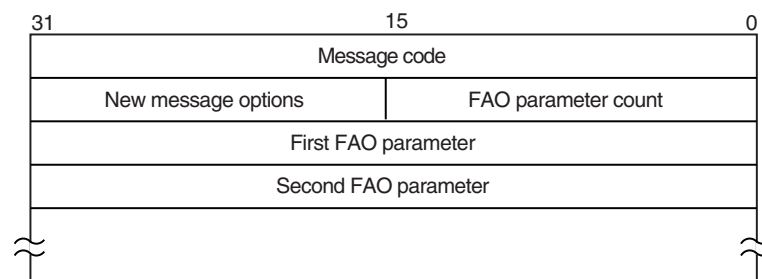 31 15 0
Message code
New message options FAO parameter count
First FAO parameter
Second FAO parameter